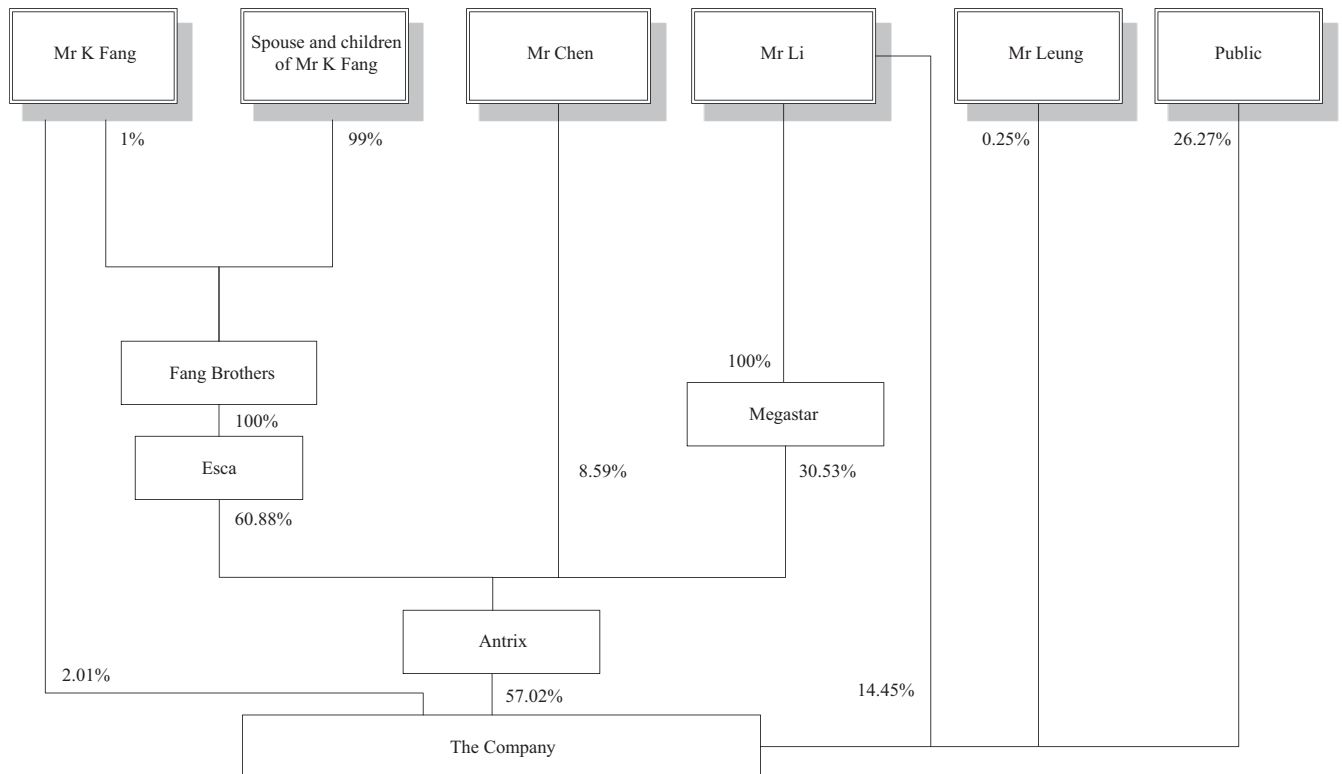 Mr K Fang
Spouse and children
of Mr K Fang
Mr Chen
Mr Li
Mr Leung
Public
1%
99%
0.25%
26.27%
100%
Fang Brothers
Megastar
100%
Esca
8.59%
30.53%
60.88%
Antrix
2.01%
57.02%
14.45%
The Company